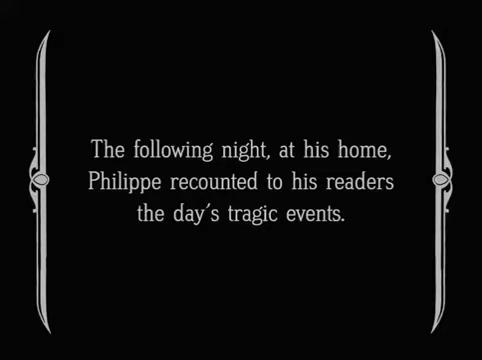 The following night, at his home,
Philippe recounted to his readers
the day's tragic events.